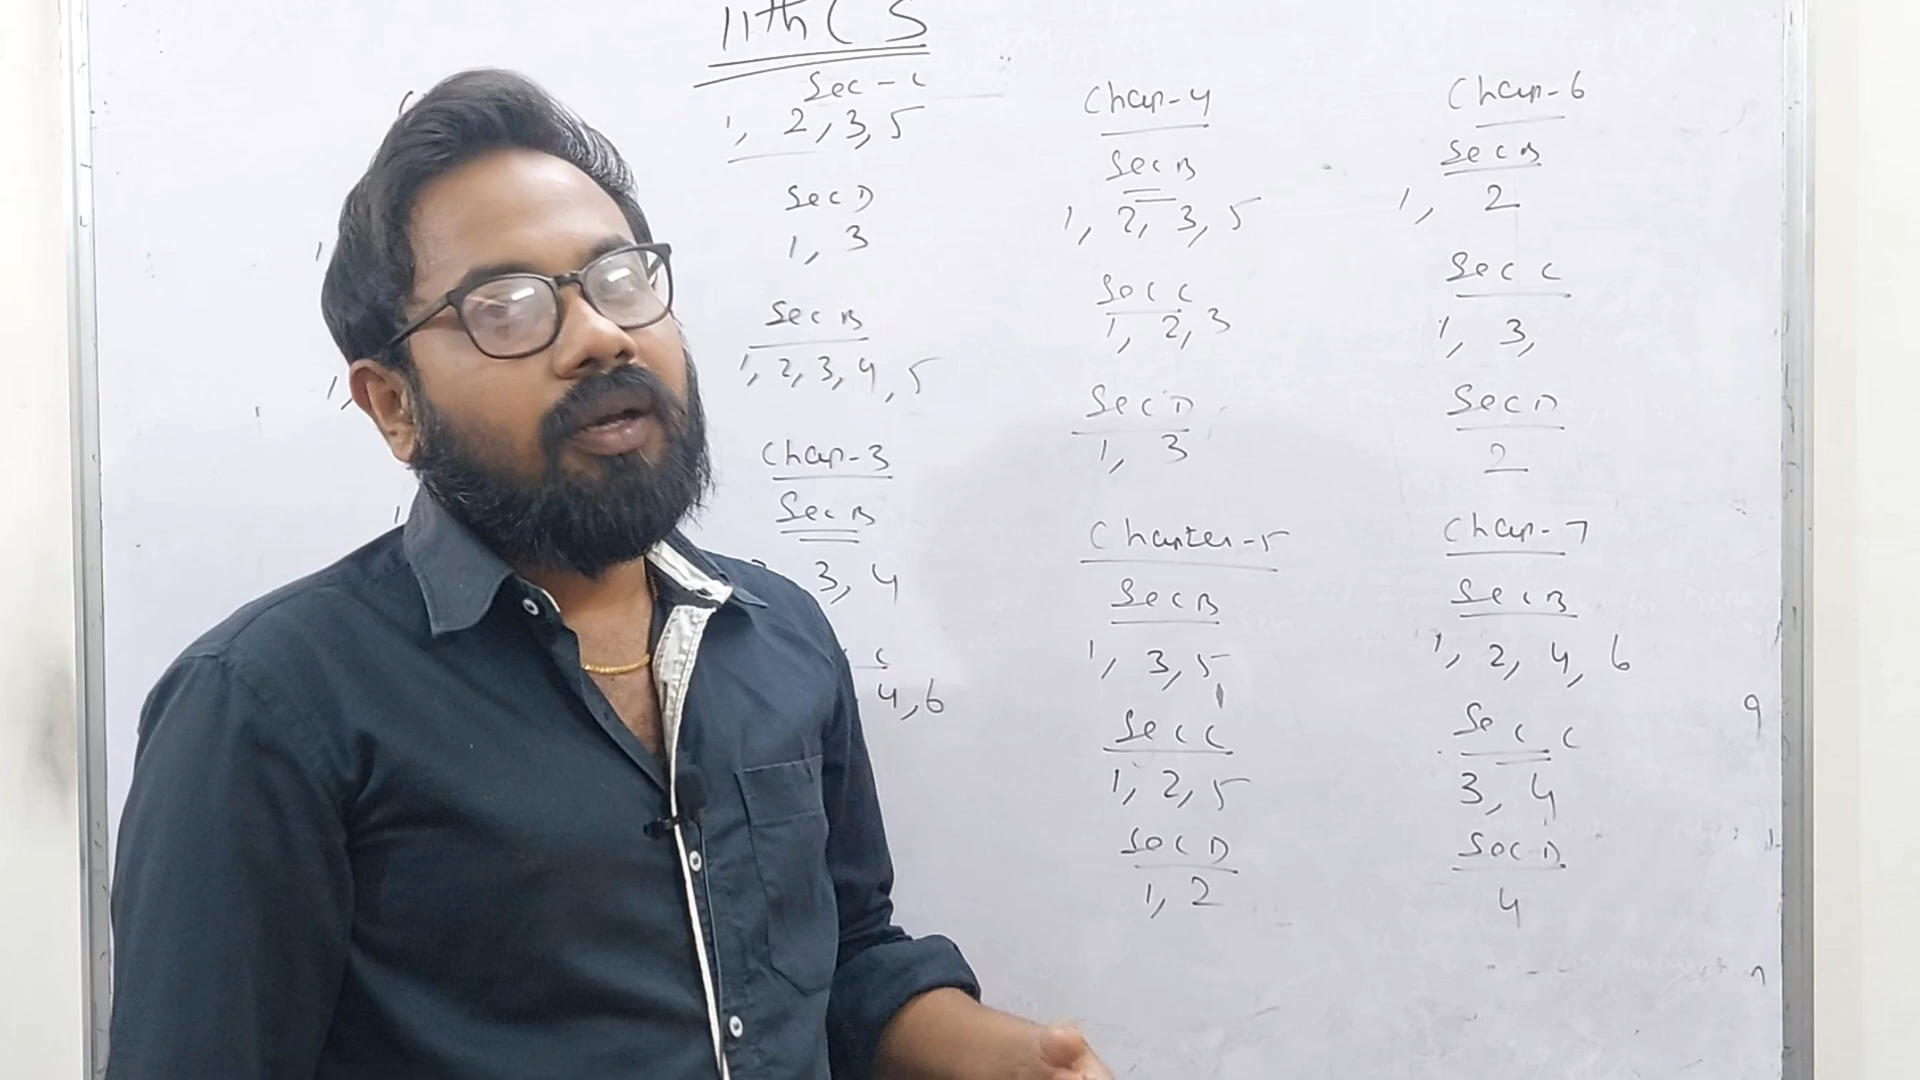 11th CS
Sec-C
1, 2, 3, 5
Sec D
1, 3
Sec B
1, 2, 3, 4, 5
Chap-3
Sec B
3, 4
C
4, 6
Chap-4
Sec B
1, 2, 3, 5
Sec C
1, 2, 3
Sec D
1, 3
Chapter-5
Sec B
1, 3, 5
Sec C
1, 2, 5
Sec D
1, 2
Chap-6
Sec B
1, 2
Sec C
1, 3,
Sec D
2
Chap-7
Sec B
1, 2, 4, 6
Sec C
3, 4
Sec D
4
9